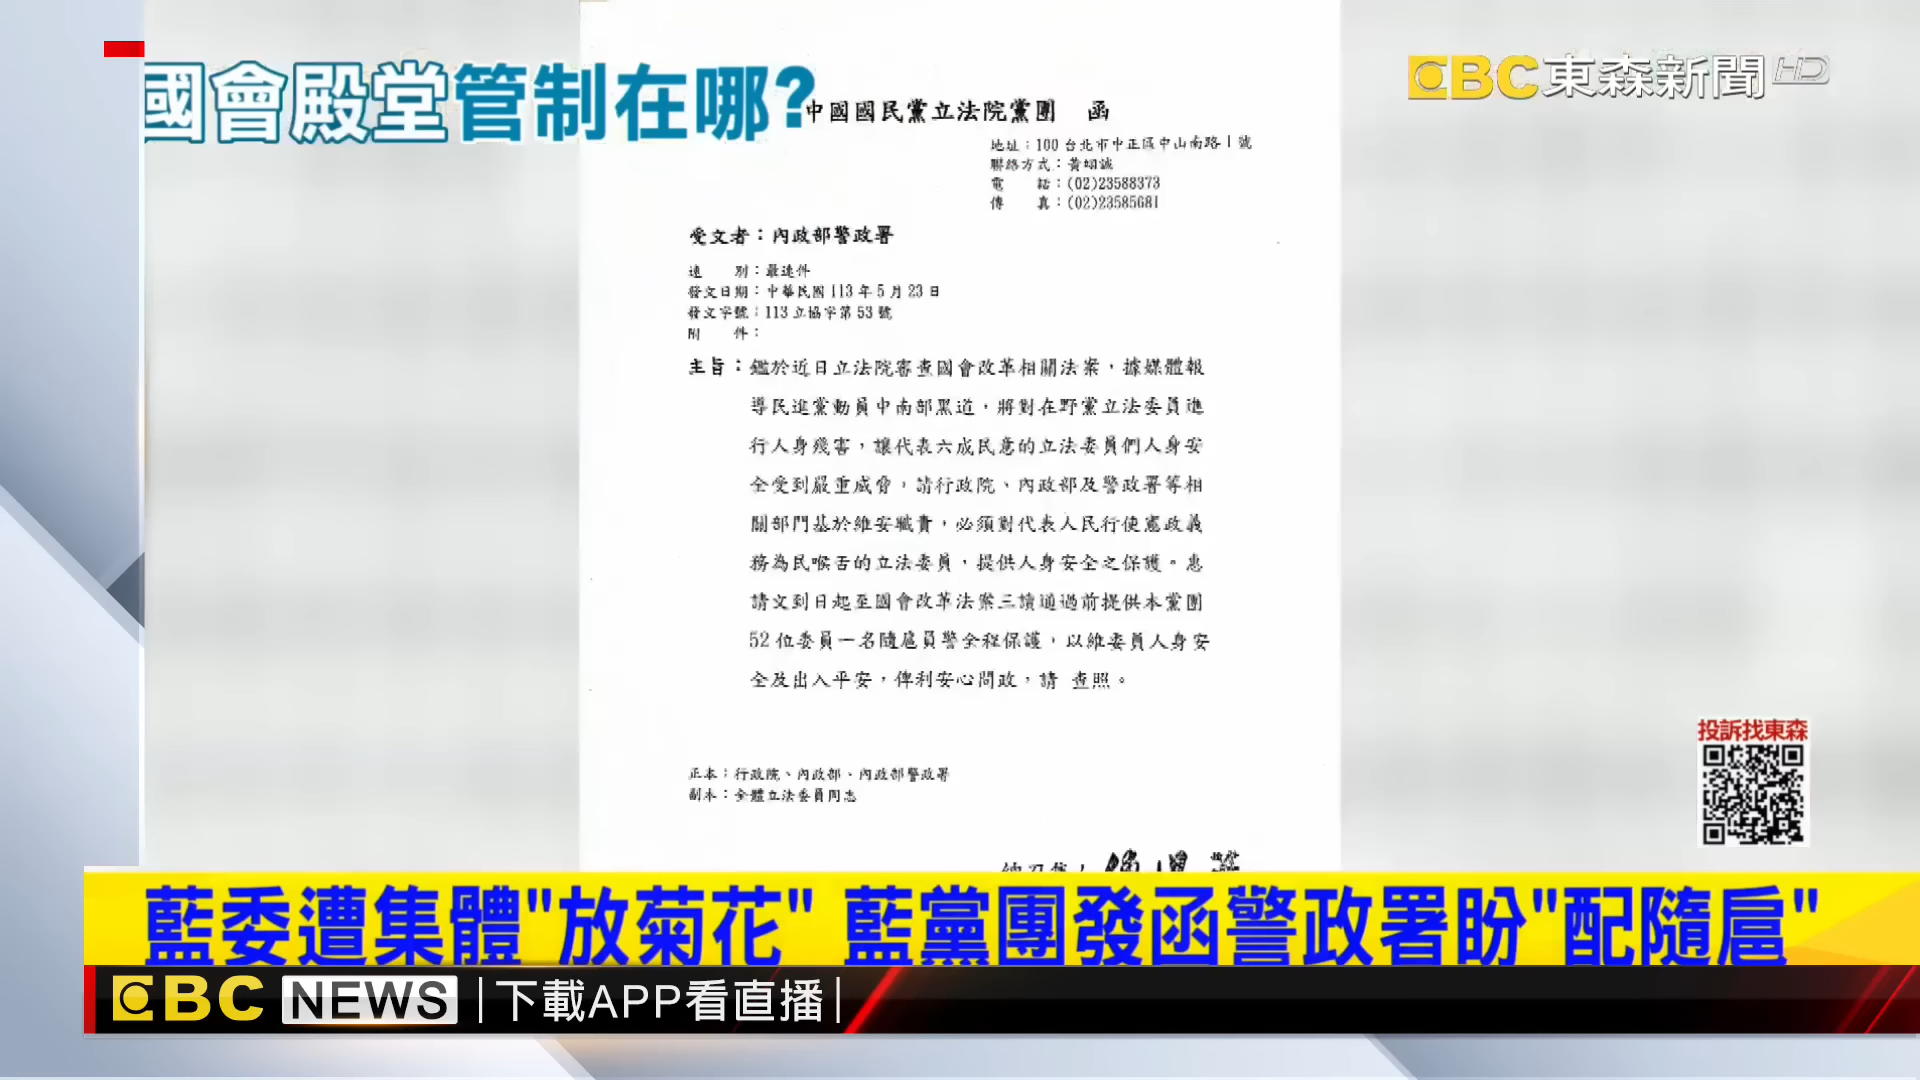 國會殿堂管制在哪?
EBC東森新聞HD
中國國民黨立法院黨團 函
地址：100台北市中正區中山南路1號
聯絡方式：黃翊誠
電 話：(02)23588373
傳 真：(02)23585681
受文者：內政部警政署
速 別：最速件
發文日期：中華民國113年5月23日
發文字號：113立協字第53號
附 件：
主旨：鑑於近日立法院審查國會改革相關法案，據媒體報
導民進黨動員中南部黑道，將對在野黨立法委員進
行人身殘害，讓代表六成民意的立法委員們人身安
全受到嚴重威脅，請行政院、內政部及警政署等相
關部門基於維安職責，必須對代表人民行使憲政義
務為民喉舌的立法委員，提供人身安全之保護。惠
請文到日起至國會改革法案三讀通過前提供本黨團
52位委員一名隨扈員警全程保護，以維委員人身安
全及出入平安，俾利安心問政，請 查照。
正本：行政院、內政部、內政部警政署
副本：全體立法委員同志
投訴找東森
藍委遭集體"放菊花" 藍黨團發函警政署盼"配隨扈"
EBC NEWS|下載APP看直播|